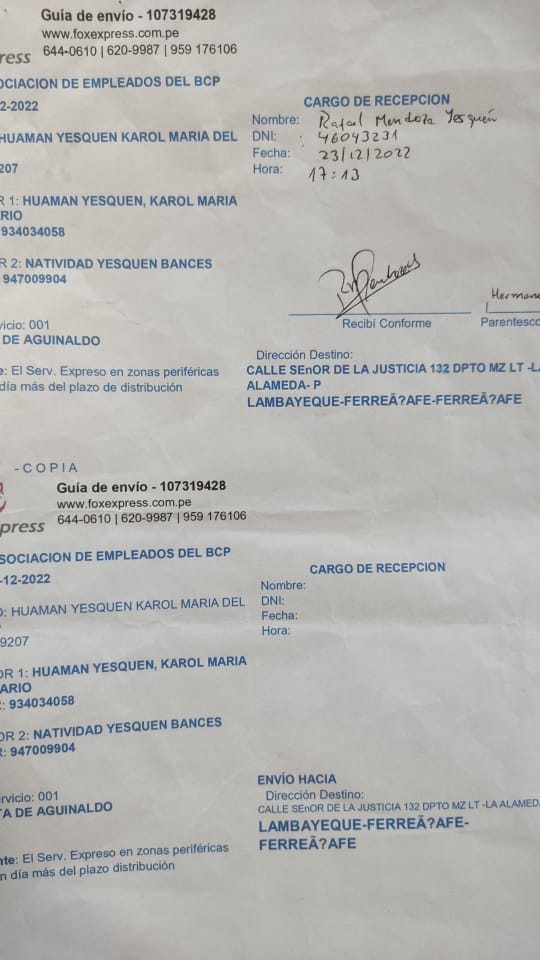 Guía de envío - 107319428
www.foxexpress.com.pe
ress 644-0610 | 620-9987 | 959 176106
OCIACION DE EMPLEADOS DEL BCP
2-2022
CARGO DE RECEPCION
HUAMAN YESQUEN KAROL MARIA DEL
207
Nombre: Rafael Mendoza Yesquén
DNI: 46043231
Fecha: 23/12/2022
Hora: 17:13
R 1: HUAMAN YESQUEN, KAROL MARIA
RIO
934034058
R 2: NATIVIDAD YESQUEN BANCES
947009904
Recibí Conforme
Herman
Parentesco
vicio: 001
DE AGUINALDO
e: El Serv. Expreso en zonas periféricas
día más del plazo de distribución
Dirección Destino:
CALLE SEnOR DE LA JUSTICIA 132 DPTO MZ LT -LA
ALAMEDA- P
LAMBAYEQUE-FERREÃ?AFE-FERREÃ?AFE
-COPIA
Guía de envío - 107319428
www.foxexpress.com.pe
press 644-0610 | 620-9987 | 959 176106
SOCIACION DE EMPLEADOS DEL BCP
-12-2022
CARGO DE RECEPCION
O: HUAMAN YESQUEN KAROL MARIA DEL
9207
Nombre:
DNI:
Fecha:
Hora:
OR 1: HUAMAN YESQUEN, KAROL MARIA
ARIO
: 934034058
OR 2: NATIVIDAD YESQUEN BANCES
R: 947009904
rvicio: 001
TA DE AGUINALDO
nte: El Serv. Expreso en zonas periféricas
n día más del plazo distribución
ENVÍO HACIA
Dirección Destino:
CALLE SEnOR DE LA JUSTICIA 132 DPTO MZ LT -LA ALAMED
LAMBAYEQUE-FERREÃ?AFE-
FERREÃ?AFE